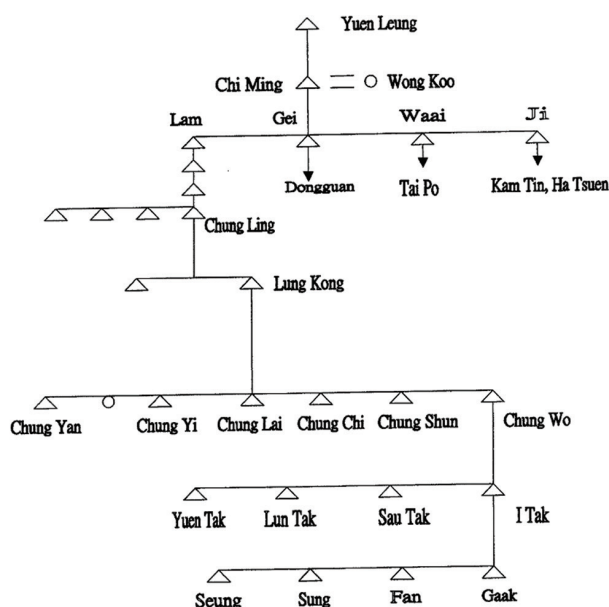 Yuen Leung
Chi Ming
Wong Koo
Lam
Gei
Waai
Ji
Dongguan
Tai Po
Kam Tin, Ha Tsuen
Chung Ling
Lung Kong
Chung Yan
Chung Yi
Chung Lai
Chung Chi
Chung Shun
Chung Wo
Yuen Tak
Lun Tak
Sau Tak
I Tak
Seung
Sung
Fan
Gaak